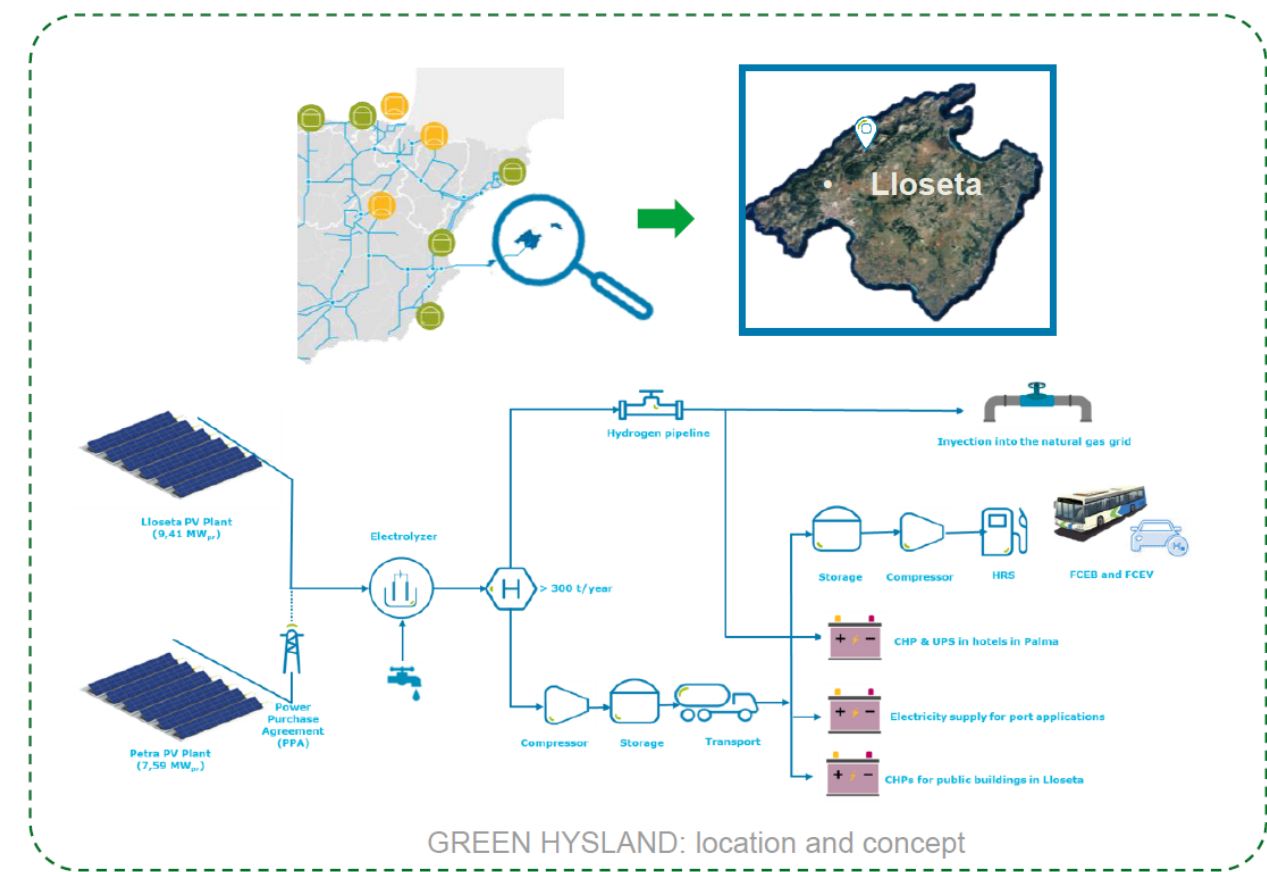 Lloseta
Hydrogen pipeline
Inyection into the natural gas grid
Lloseta PV Plant
(9,41 MWpr)
Electrolyzer
H
> 300 t/year
Storage
Compressor
HRS
FCEB and FCEV
CHP & UPS in hotels in Palma
Power
Purchase
Agreement
(PPA)
Petra PV Plant
(7,59 MWpr)
Compressor
Storage
Transport
Electricity supply for port applications
CHPs for public buildings in Lloseta
GREEN HYSLAND: location and concept